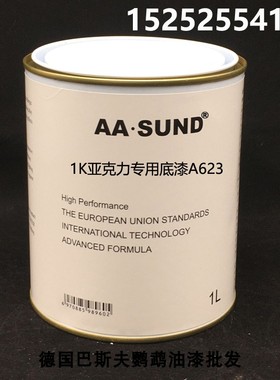 152525541
AA·SUND®
1K亚克力专用底漆A623
High Performance
THE EUROPEAN UNION STANDARDS
INTERNATIONAL TECHNOLOGY
ADVANCED FORMULA
1L
德国巴斯夫鹦鹉油漆批发